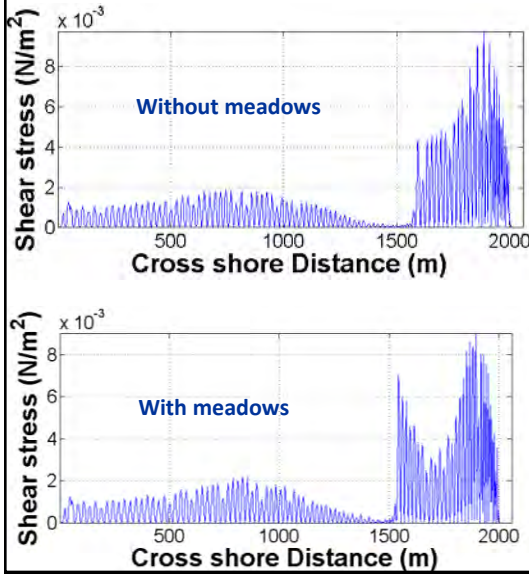 x 10⁻³
Shear stress (N/m²)
8
6
4
2
0
Without meadows
500 1000 1500 2000
Cross shore Distance (m)
x 10⁻³
Shear stress (N/m²)
8
6
4
2
0
With meadows
500 1000 1500 2000
Cross shore Distance (m)